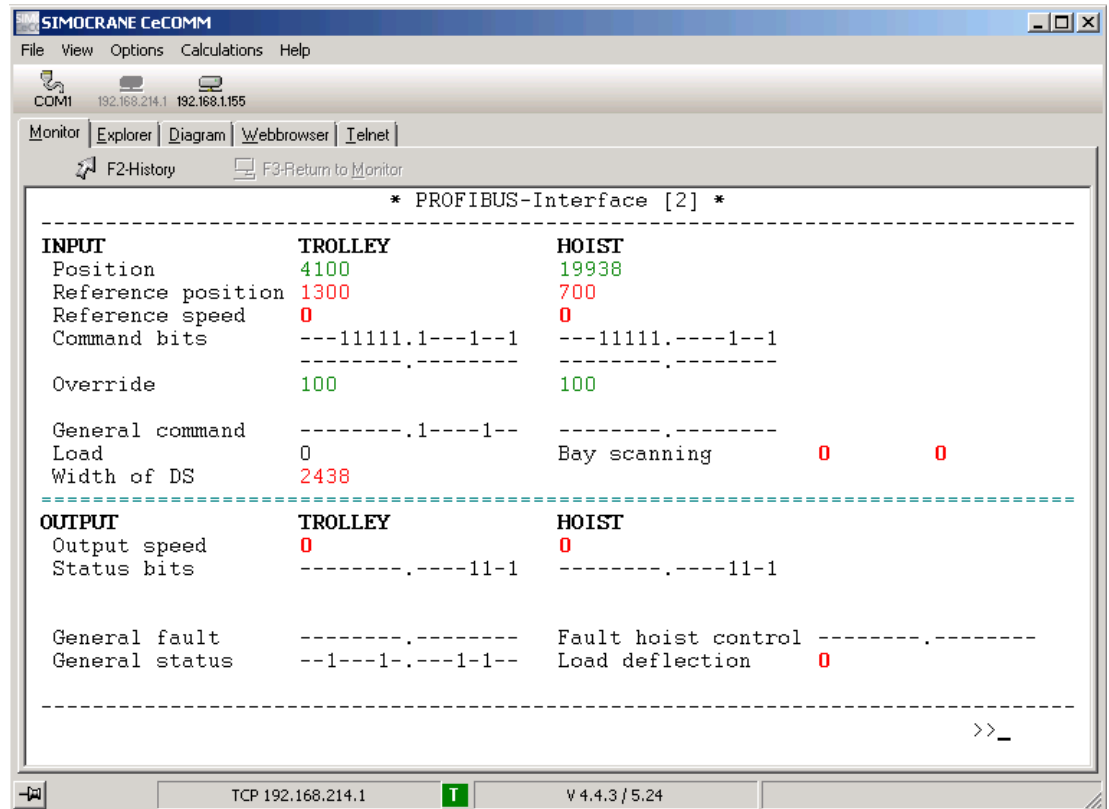 SIMOCRANE CeCOMM
File View Options Calculations Help
COM1 192.168.214.1 192.168.1.155
Monitor Explorer Diagram Webbrowser Telnet
F2-History F3-Return to Monitor
* PROFIBUS-Interface [2] *
--------------------------------------------------------------------------------
INPUT TROLLEY HOIST
Position 4100 19938
Reference position 1300 700
Reference speed 0 0
Command bits ---11111.1---1--1 ---11111.----1--1
--------.-------- --------.--------
Override 100 100
General command --------.1----1-- --------.--------
Load 0 Bay scanning 0 0
Width of DS 2438
================================================================================
OUTPUT TROLLEY HOIST
Output speed 0 0
Status bits --------.----11-1 --------.----11-1
General fault --------.-------- Fault hoist control --------.--------
General status --1---1-.---1-1-- Load deflection 0
--------------------------------------------------------------------------------
>>_
TCP 192.168.214.1 T V 4.4.3 / 5.24